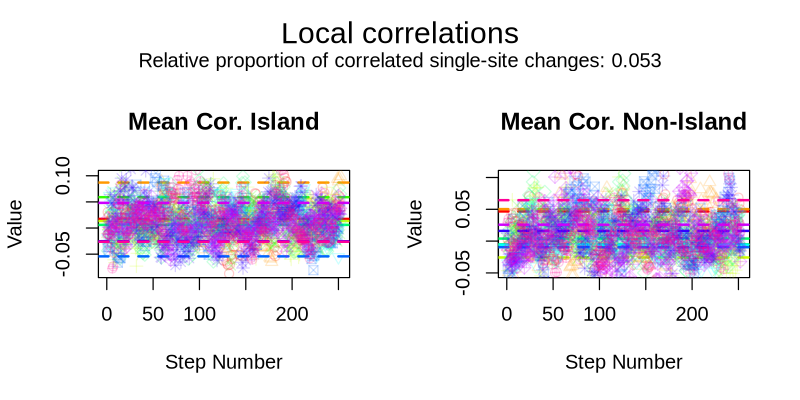 Local correlations
Relative proportion of correlated single-site changes: 0.053
Mean Cor. Island
Mean Cor. Non-Island
Value
0.10
-0.05
0 50 100 200
Step Number
Value
0.05
-0.05
0 50 100 200
Step Number